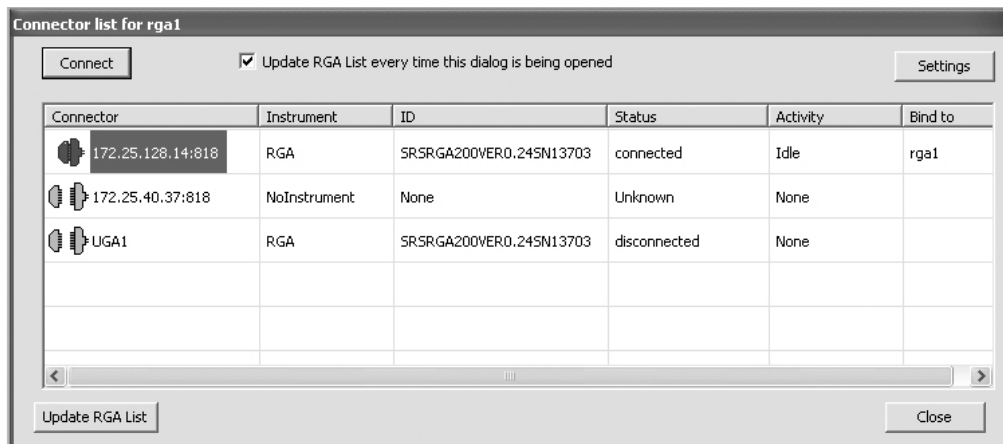 Connector list for rga1
Connect Update RGA List every time this dialog is being opened Settings
Connector Instrument ID Status Activity Bind to
172.25.128.14:818 RGA SRSRGA200VER0.24SN13703 connected Idle rga1
172.25.40.37:818 NoInstrument None Unknown None
UGA1 RGA SRSRGA200VER0.24SN13703 disconnected None
Update RGA List Close